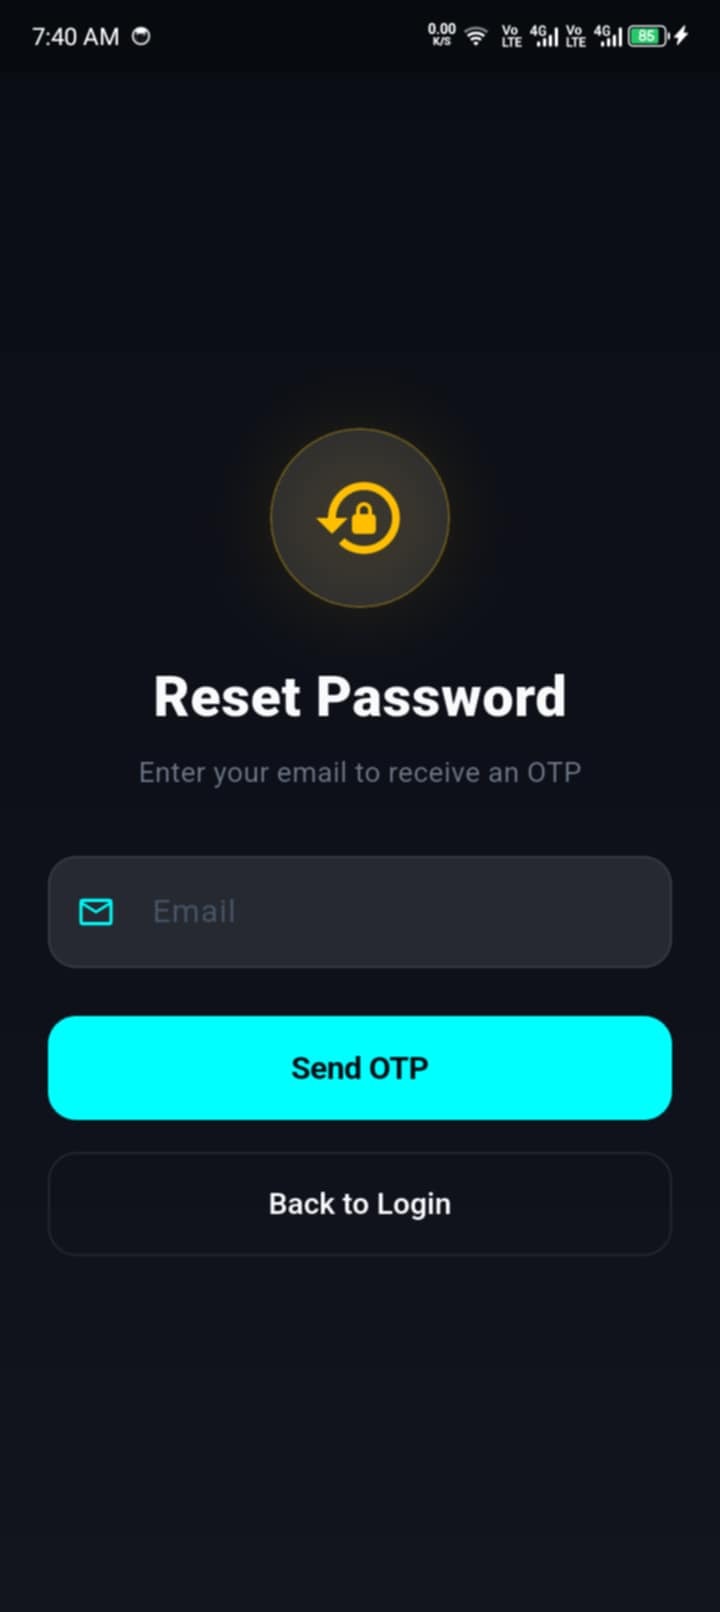 7:40 AM
0.00 K/S Vo LTE 4G Vo LTE 4G 85
Reset Password
Enter your email to receive an OTP
Email
Send OTP
Back to Login